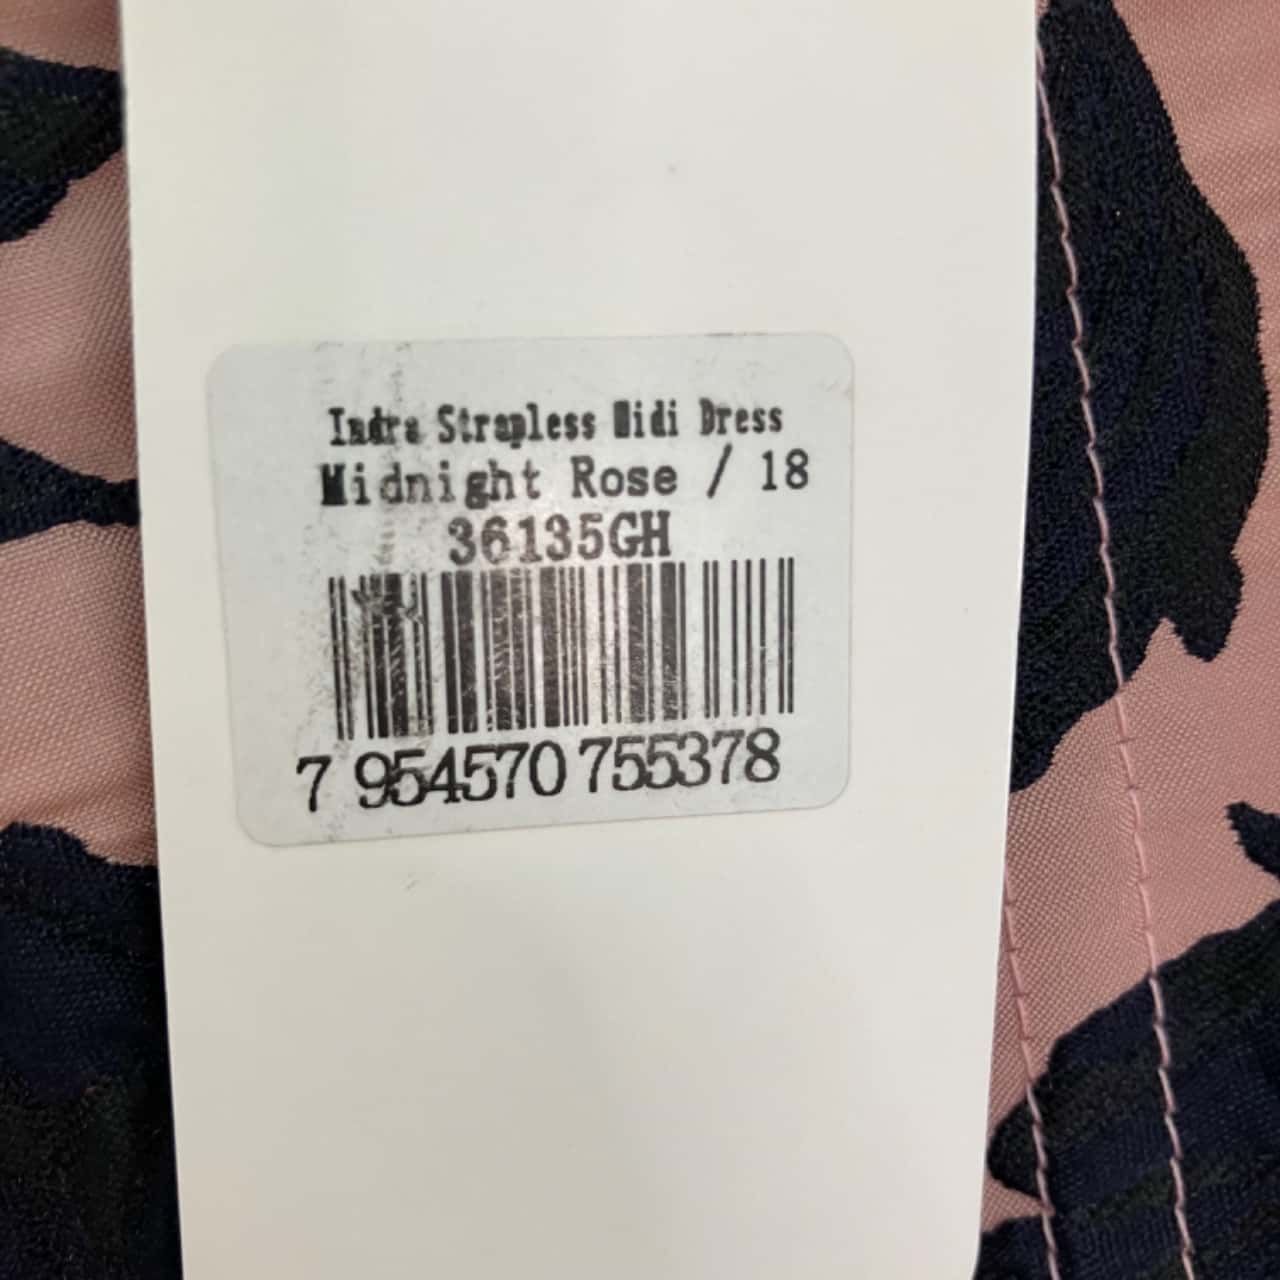 Indra Strapless Midi Dress
Midnight Rose / 18
36135GH
7 954570 755378